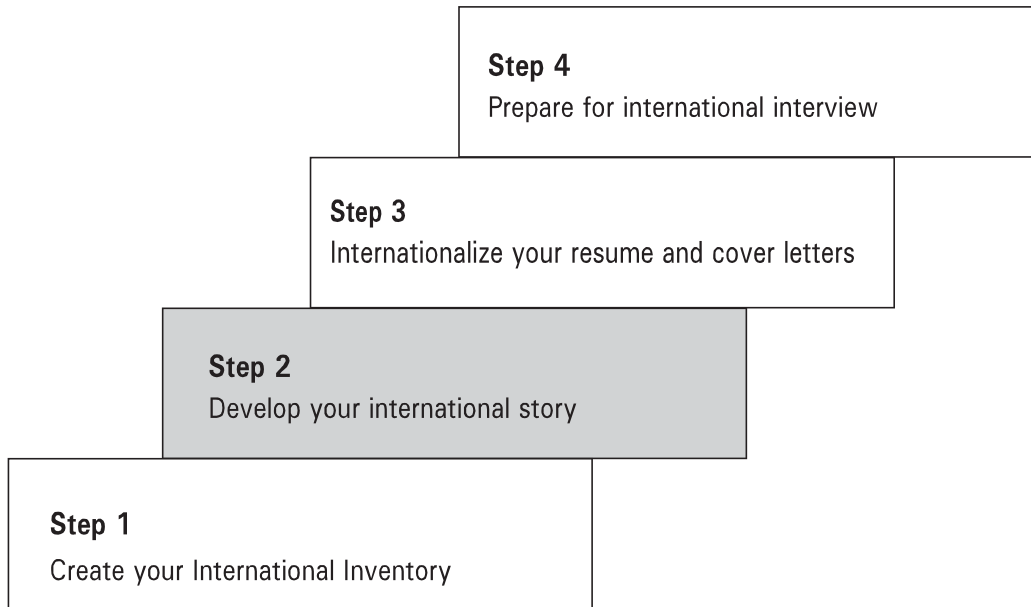 Step 4
Prepare for international interview
Step 3
Internationalize your resume and cover letters
Step 2
Develop your international story
Step 1
Create your International Inventory